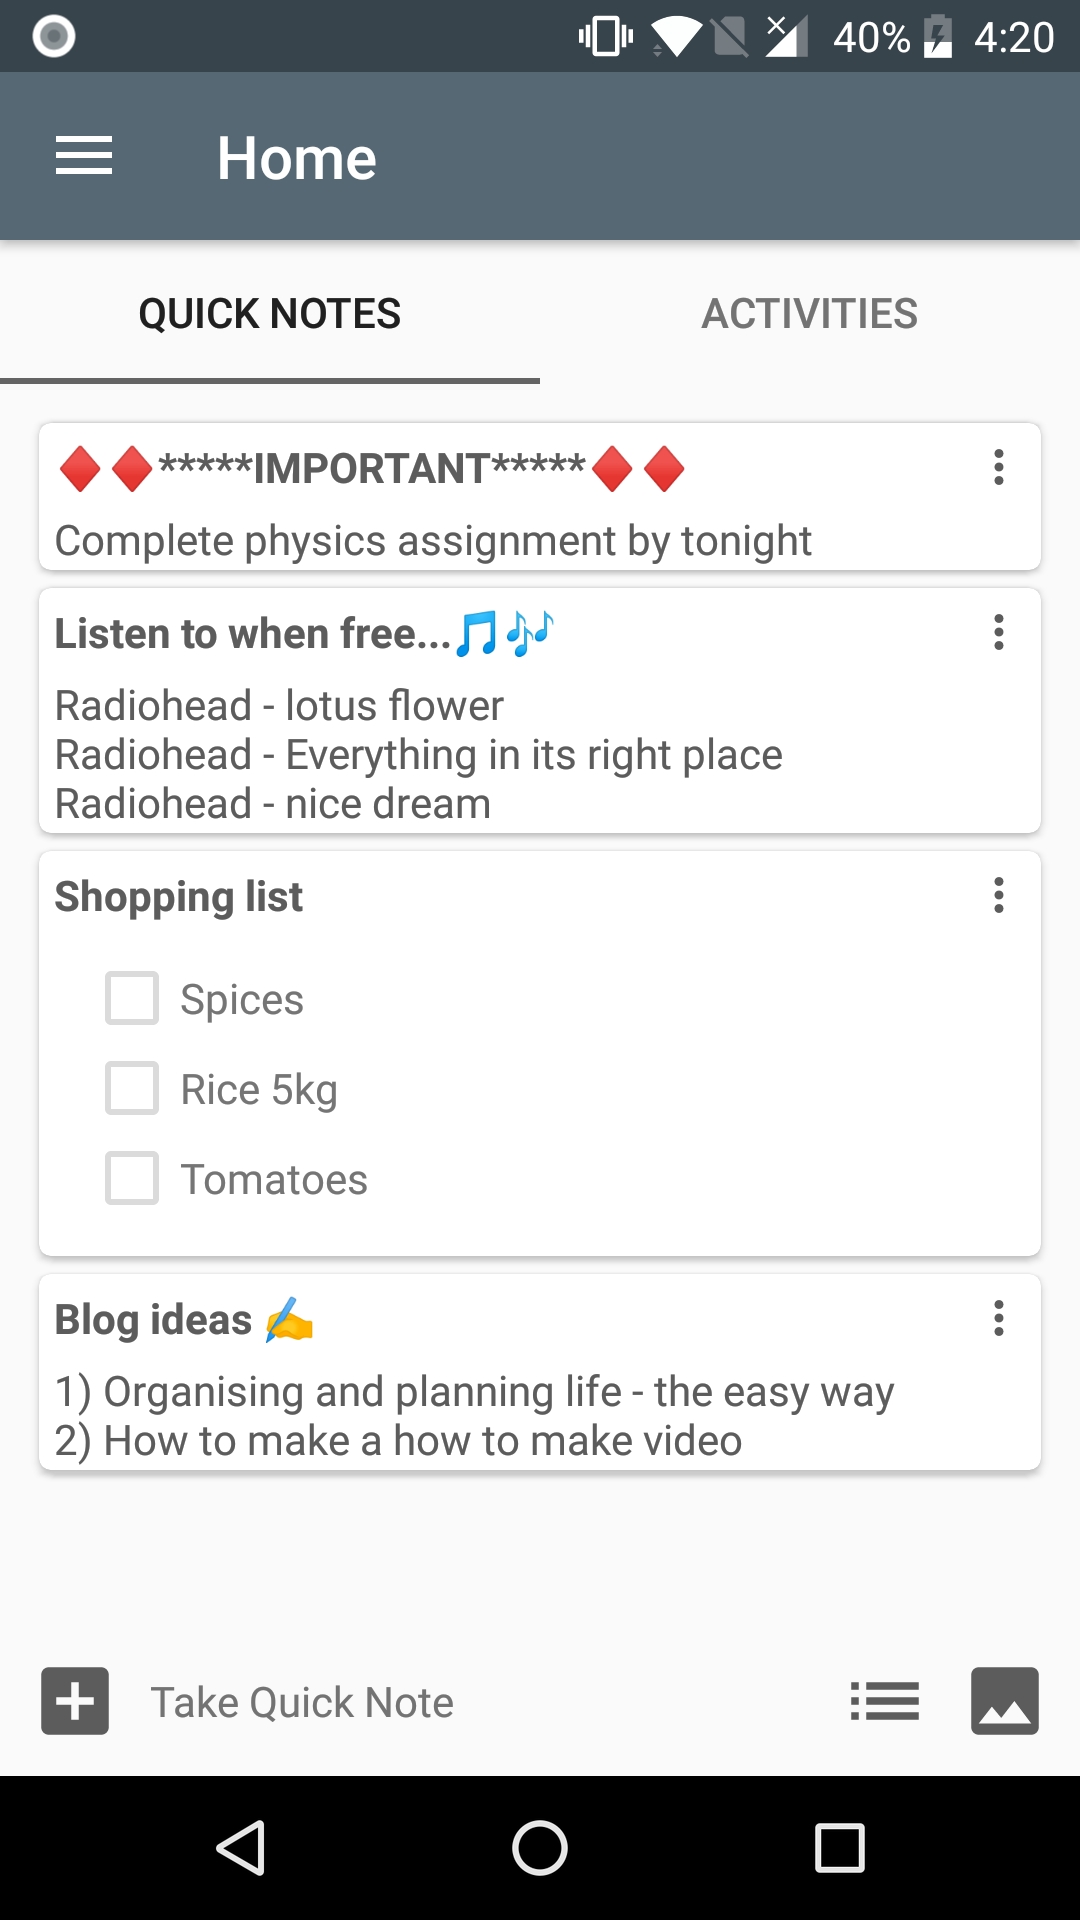 40% 4:20
Home
QUICK NOTES ACTIVITIES
♦️♦️*****IMPORTANT*****♦️♦️
Complete physics assignment by tonight
Listen to when free...🎵🎶
Radiohead - lotus flower
Radiohead - Everything in its right place
Radiohead - nice dream
Shopping list
Spices
Rice 5kg
Tomatoes
Blog ideas ✍️
1) Organising and planning life - the easy way
2) How to make a how to make video
Take Quick Note